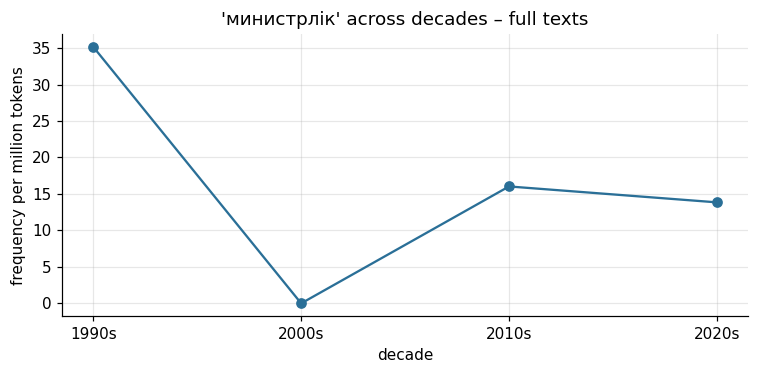 'министрлік' across decades – full texts
frequency per million tokens
35
30
25
20
15
10
5
0
1990s 2000s 2010s 2020s
decade